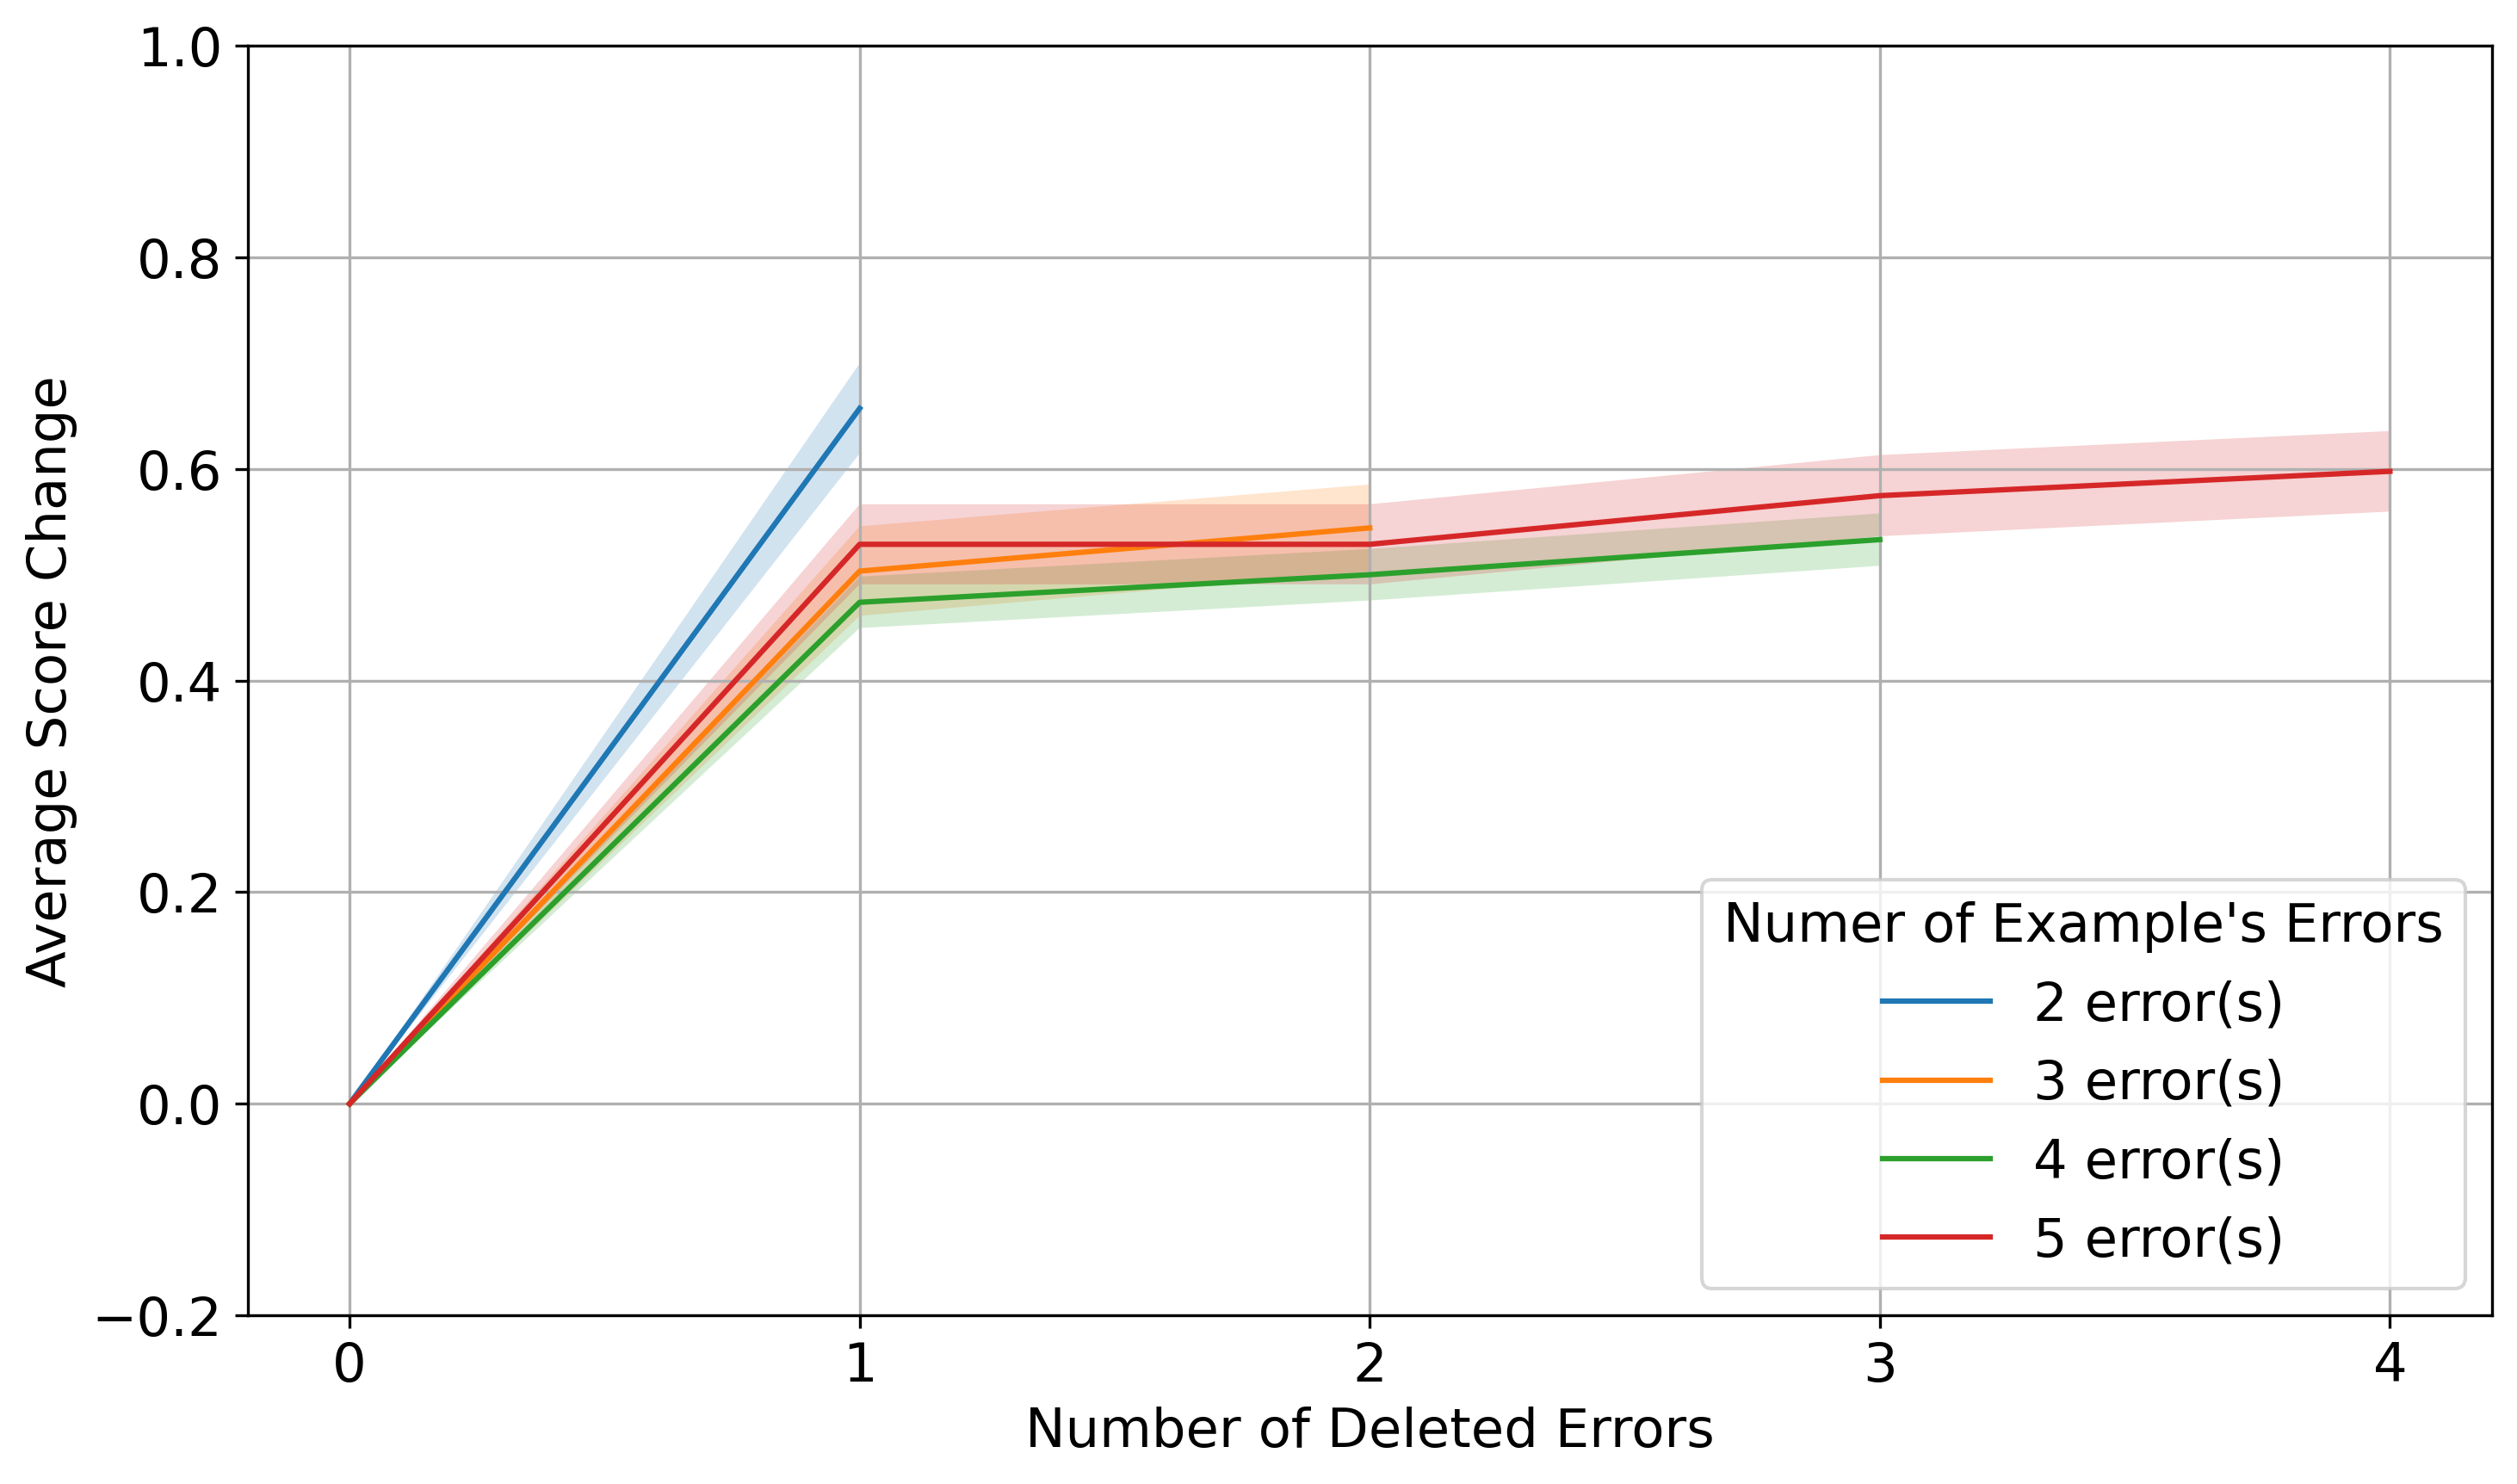 Average Score Change
1.0
0.8
0.6
0.4
0.2
0.0
−0.2
Numer of Example's Errors
2 error(s)
3 error(s)
4 error(s)
5 error(s)
0 1 2 3 4
Number of Deleted Errors